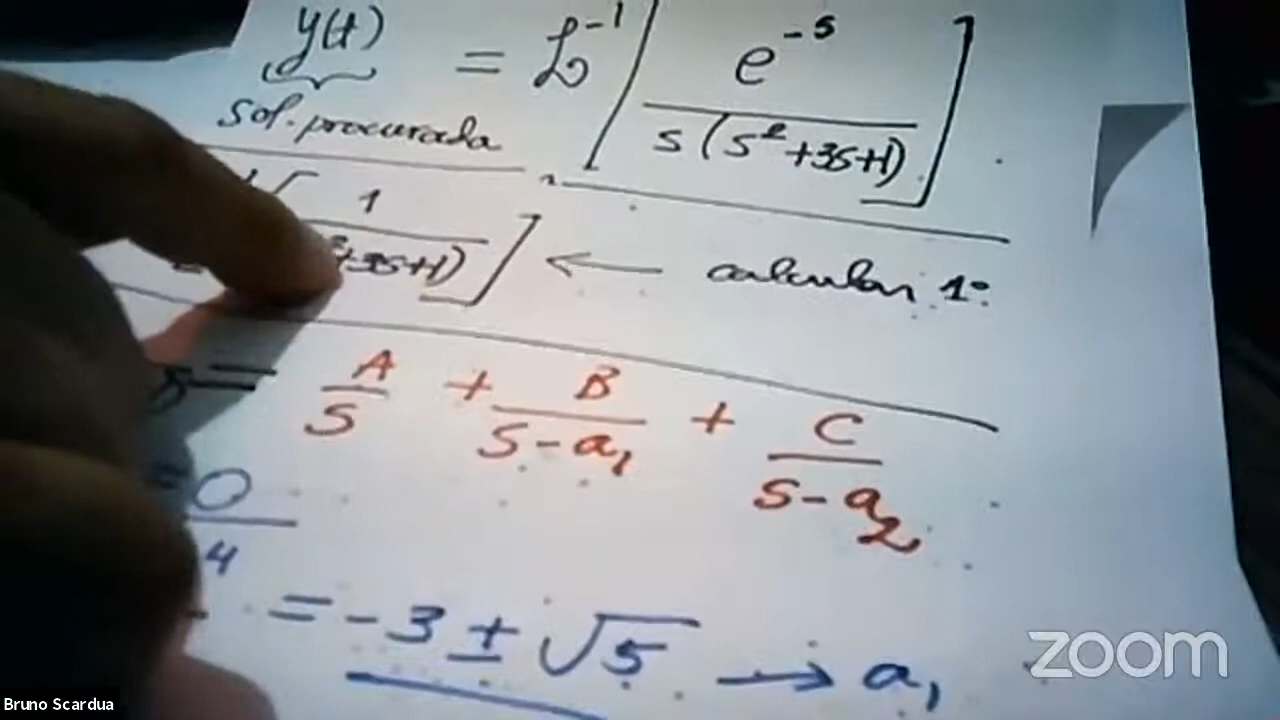 y(t) = ℒ⁻¹ [ e^{-s} / s(s²+3s+1) ] .
sol. procurada
1 / +3s+1) ] ← calcular 1º
= A/s + B/(s-a₁) + C/(s-a₂)
=0
4
= -3 ± √5 → a₁
zoom
Bruno Scardua